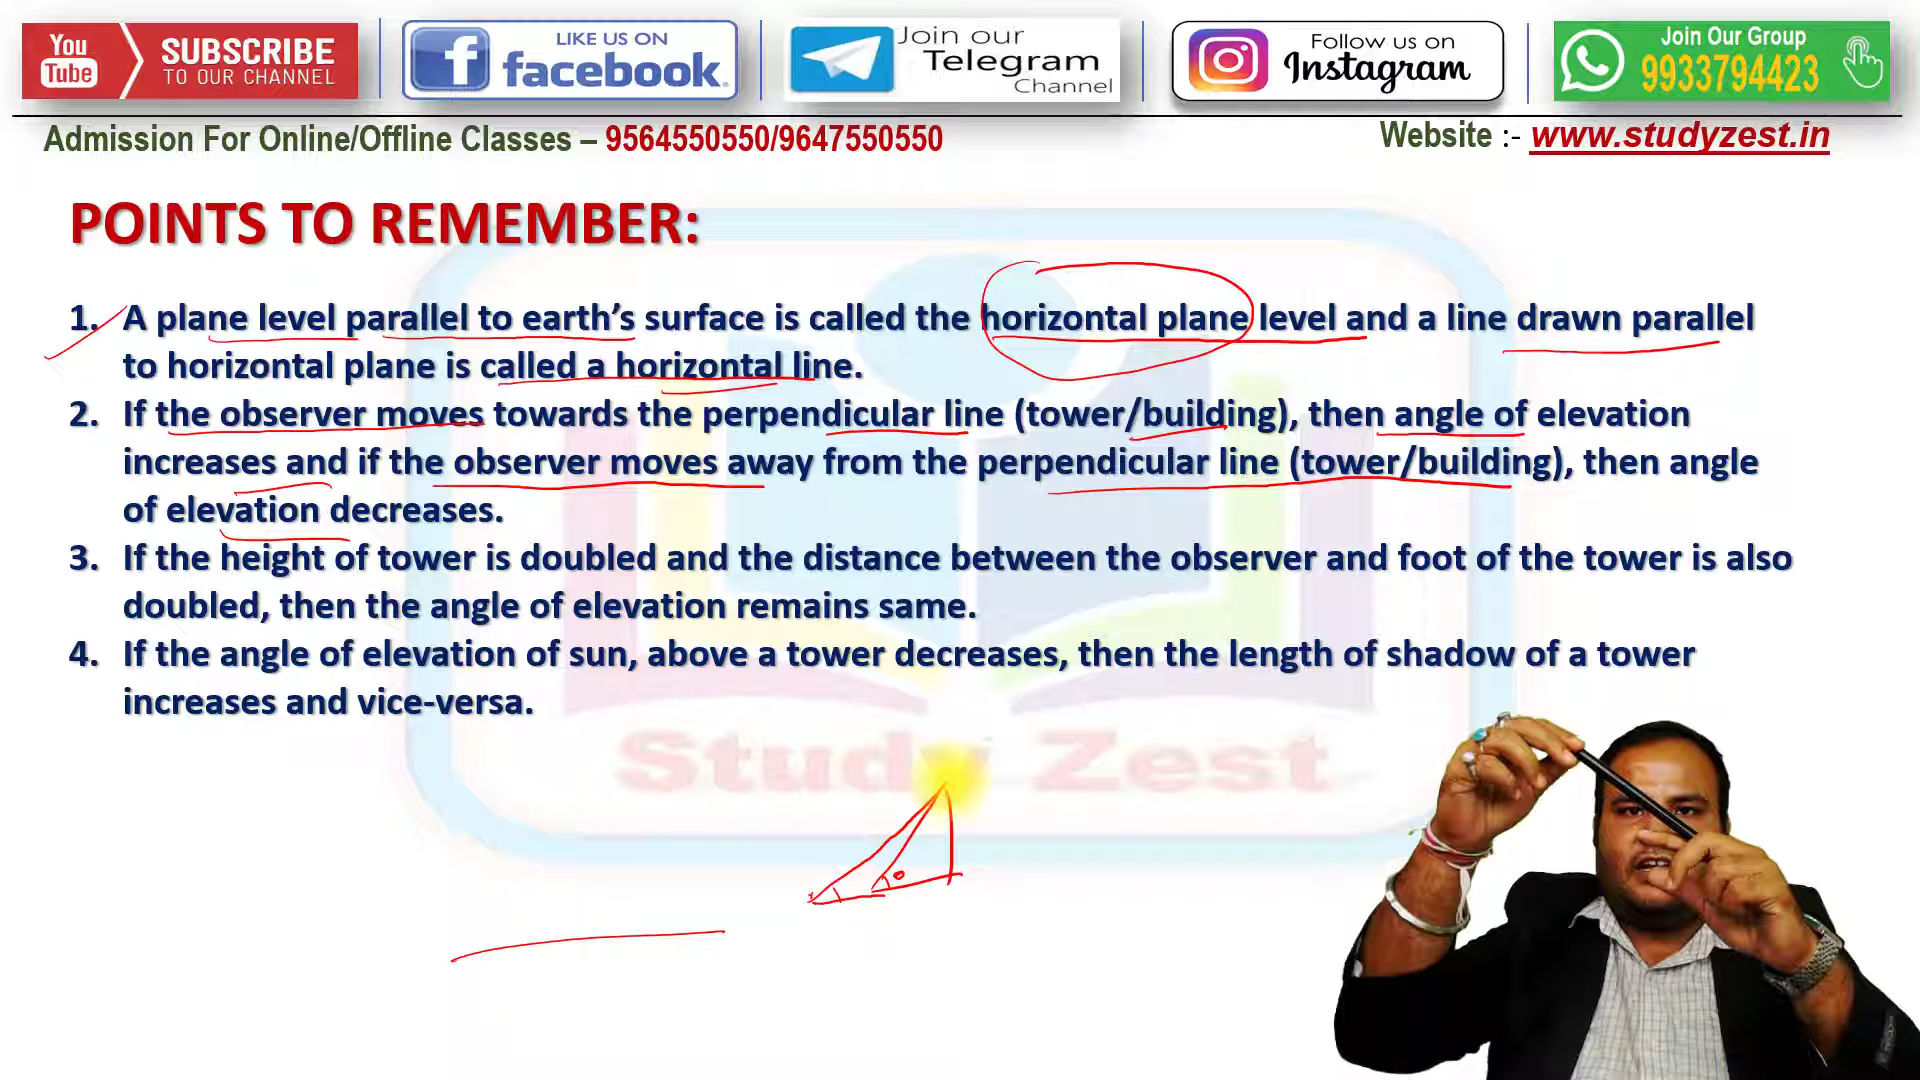 You Tube
SUBSCRIBE
TO OUR CHANNEL
LIKE US ON
facebook
Join our
Telegram
Channel
Follow us on
Instagram
Join Our Group
9933794423
Admission For Online/Offline Classes – 9564550550/9647550550
Website :- www.studyzest.in
POINTS TO REMEMBER:
1. A plane level parallel to earth's surface is called the horizontal plane level and a line drawn parallel
to horizontal plane is called a horizontal line.
2. If the observer moves towards the perpendicular line (tower/building), then angle of elevation
increases and if the observer moves away from the perpendicular line (tower/building), then angle
of elevation decreases.
3. If the height of tower is doubled and the distance between the observer and foot of the tower is also
doubled, then the angle of elevation remains same.
4. If the angle of elevation of sun, above a tower decreases, then the length of shadow of a tower
increases and vice-versa.
Study Zest